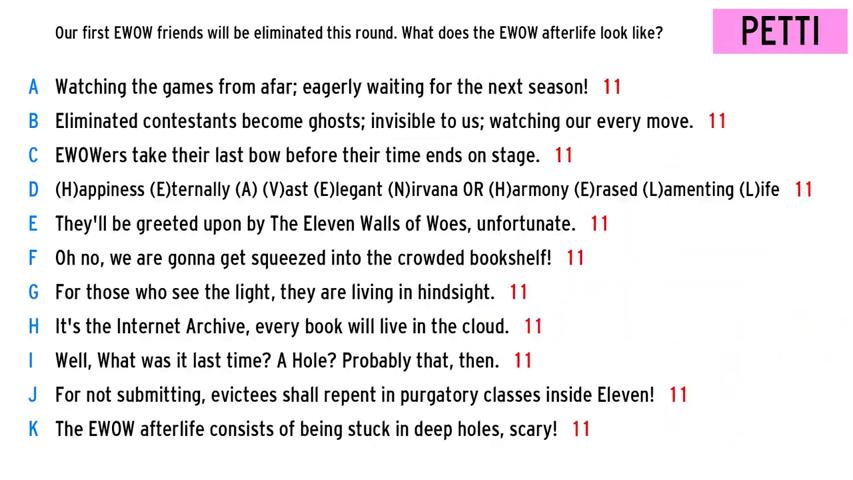 Our first EWOW friends will be eliminated this round. What does the EWOW afterlife look like?
PETTI
A Watching the games from afar; eagerly waiting for the next season! 11
B Eliminated contestants become ghosts; invisible to us; watching our every move. 11
C EWOWers take their last bow before their time ends on stage. 11
D (H)appiness (E)ternally (A) (V)ast (E)legant (N)irvana OR (H)armony (E)rased (L)amenting (L)ife 11
E They'll be greeted upon by The Eleven Walls of Woes, unfortunate. 11
F Oh no, we are gonna get squeezed into the crowded bookshelf! 11
G For those who see the light, they are living in hindsight. 11
H It's the Internet Archive, every book will live in the cloud. 11
I Well, What was it last time? A Hole? Probably that, then. 11
J For not submitting, evictees shall repent in purgatory classes inside Eleven! 11
K The EWOW afterlife consists of being stuck in deep holes, scary! 11